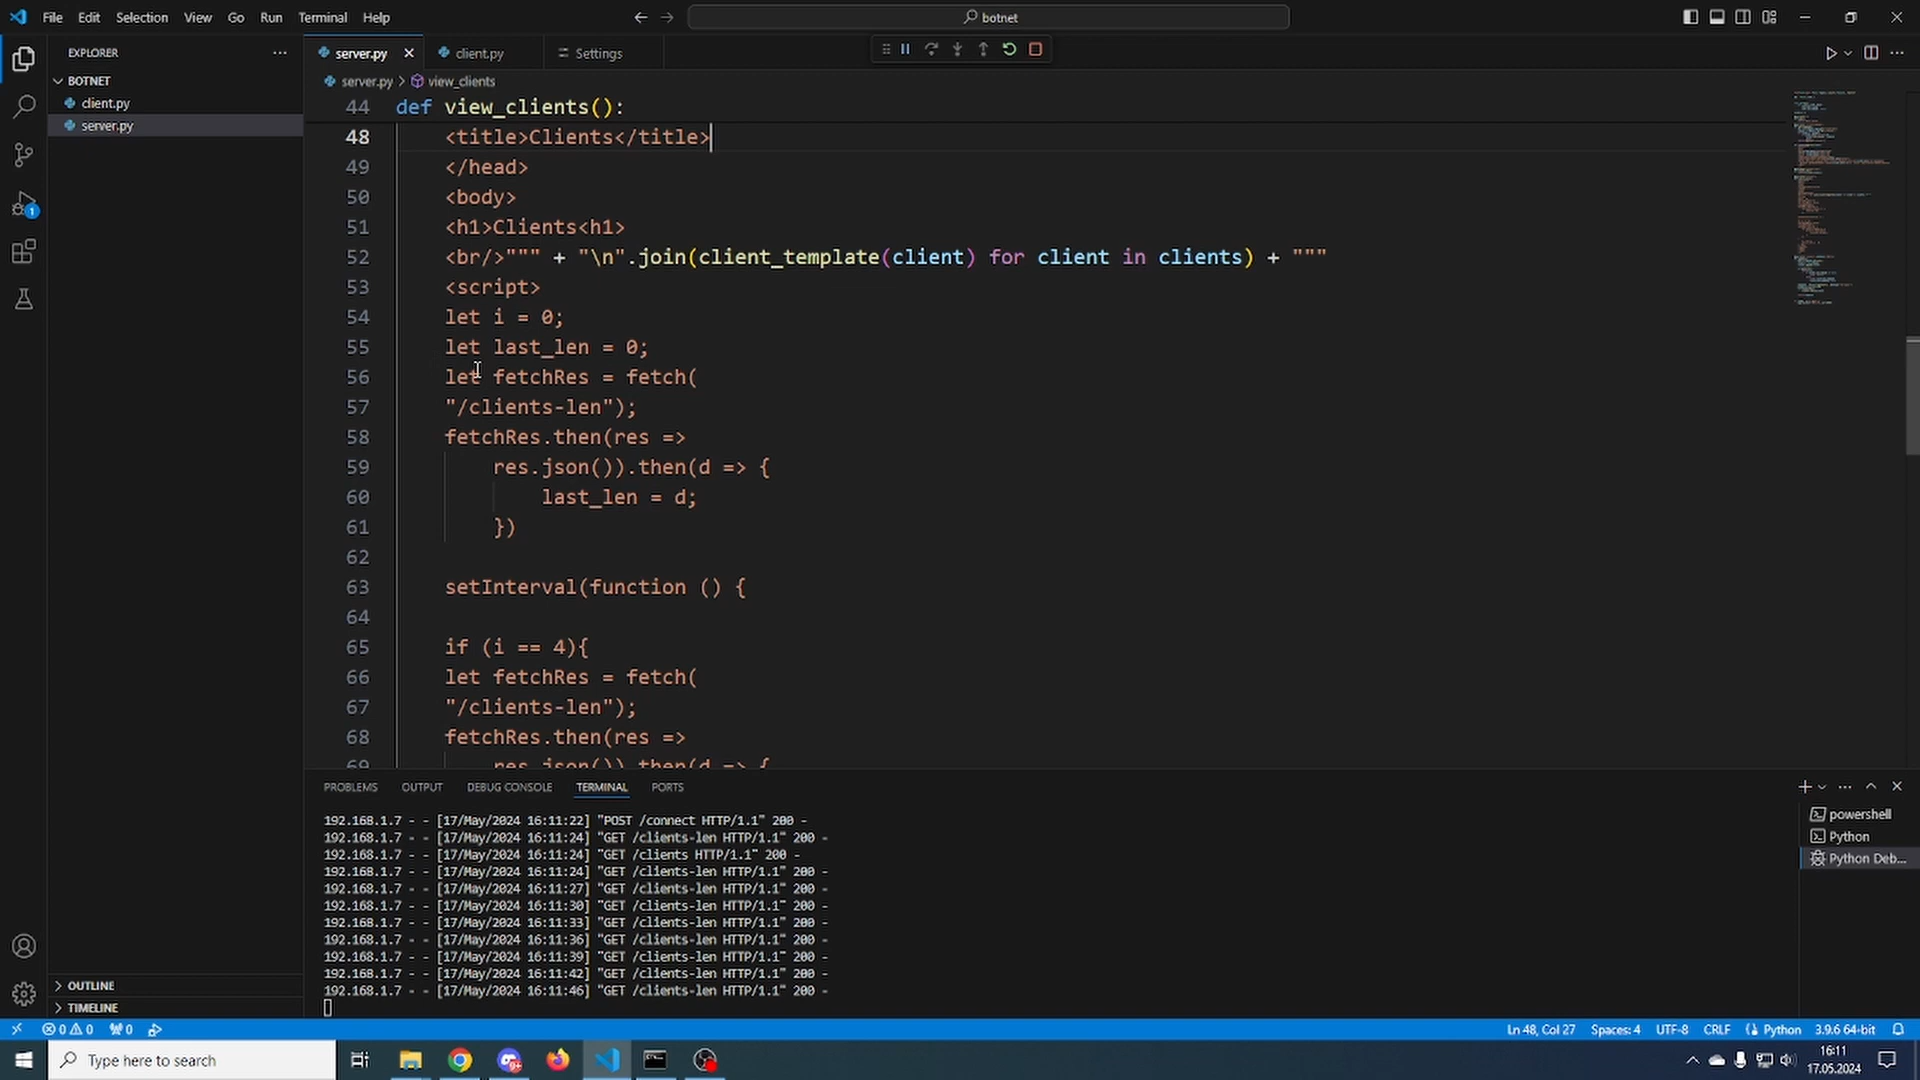 File Edit Selection View Go Run Terminal Help
botnet
EXPLORER
BOTNET
client.py
server.py
OUTLINE
TIMELINE
server.py
client.py
Settings
server.py > view_clients
44 def view_clients():
48 <title>Clients</title>
49 </head>
50 <body>
51 <h1>Clients<h1>
52 <br/>""" + "\n".join(client_template(client) for client in clients) + """
53 <script>
54 let i = 0;
55 let last_len = 0;
56 let fetchRes = fetch(
57 "/clients-len");
58 fetchRes.then(res =>
59 res.json()).then(d => {
60 last_len = d;
61 })
62
63 setInterval(function () {
64
65 if (i == 4){
66 let fetchRes = fetch(
67 "/clients-len");
68 fetchRes.then(res =>
69 res.json()).then(d => {
PROBLEMS OUTPUT DEBUG CONSOLE TERMINAL PORTS
192.168.1.7 - - [17/May/2024 16:11:22] "POST /connect HTTP/1.1" 200 -
192.168.1.7 - - [17/May/2024 16:11:24] "GET /clients-len HTTP/1.1" 200 -
192.168.1.7 - - [17/May/2024 16:11:24] "GET /clients HTTP/1.1" 200 -
192.168.1.7 - - [17/May/2024 16:11:24] "GET /clients-len HTTP/1.1" 200 -
192.168.1.7 - - [17/May/2024 16:11:27] "GET /clients-len HTTP/1.1" 200 -
192.168.1.7 - - [17/May/2024 16:11:30] "GET /clients-len HTTP/1.1" 200 -
192.168.1.7 - - [17/May/2024 16:11:33] "GET /clients-len HTTP/1.1" 200 -
192.168.1.7 - - [17/May/2024 16:11:36] "GET /clients-len HTTP/1.1" 200 -
192.168.1.7 - - [17/May/2024 16:11:39] "GET /clients-len HTTP/1.1" 200 -
192.168.1.7 - - [17/May/2024 16:11:42] "GET /clients-len HTTP/1.1" 200 -
192.168.1.7 - - [17/May/2024 16:11:46] "GET /clients-len HTTP/1.1" 200 -
powershell
Python
Python Deb...
1
0 0 0
Ln 48, Col 27 Spaces: 4 UTF-8 CRLF Python 3.9.6 64-bit
Type here to search
16:11
17.05.2024